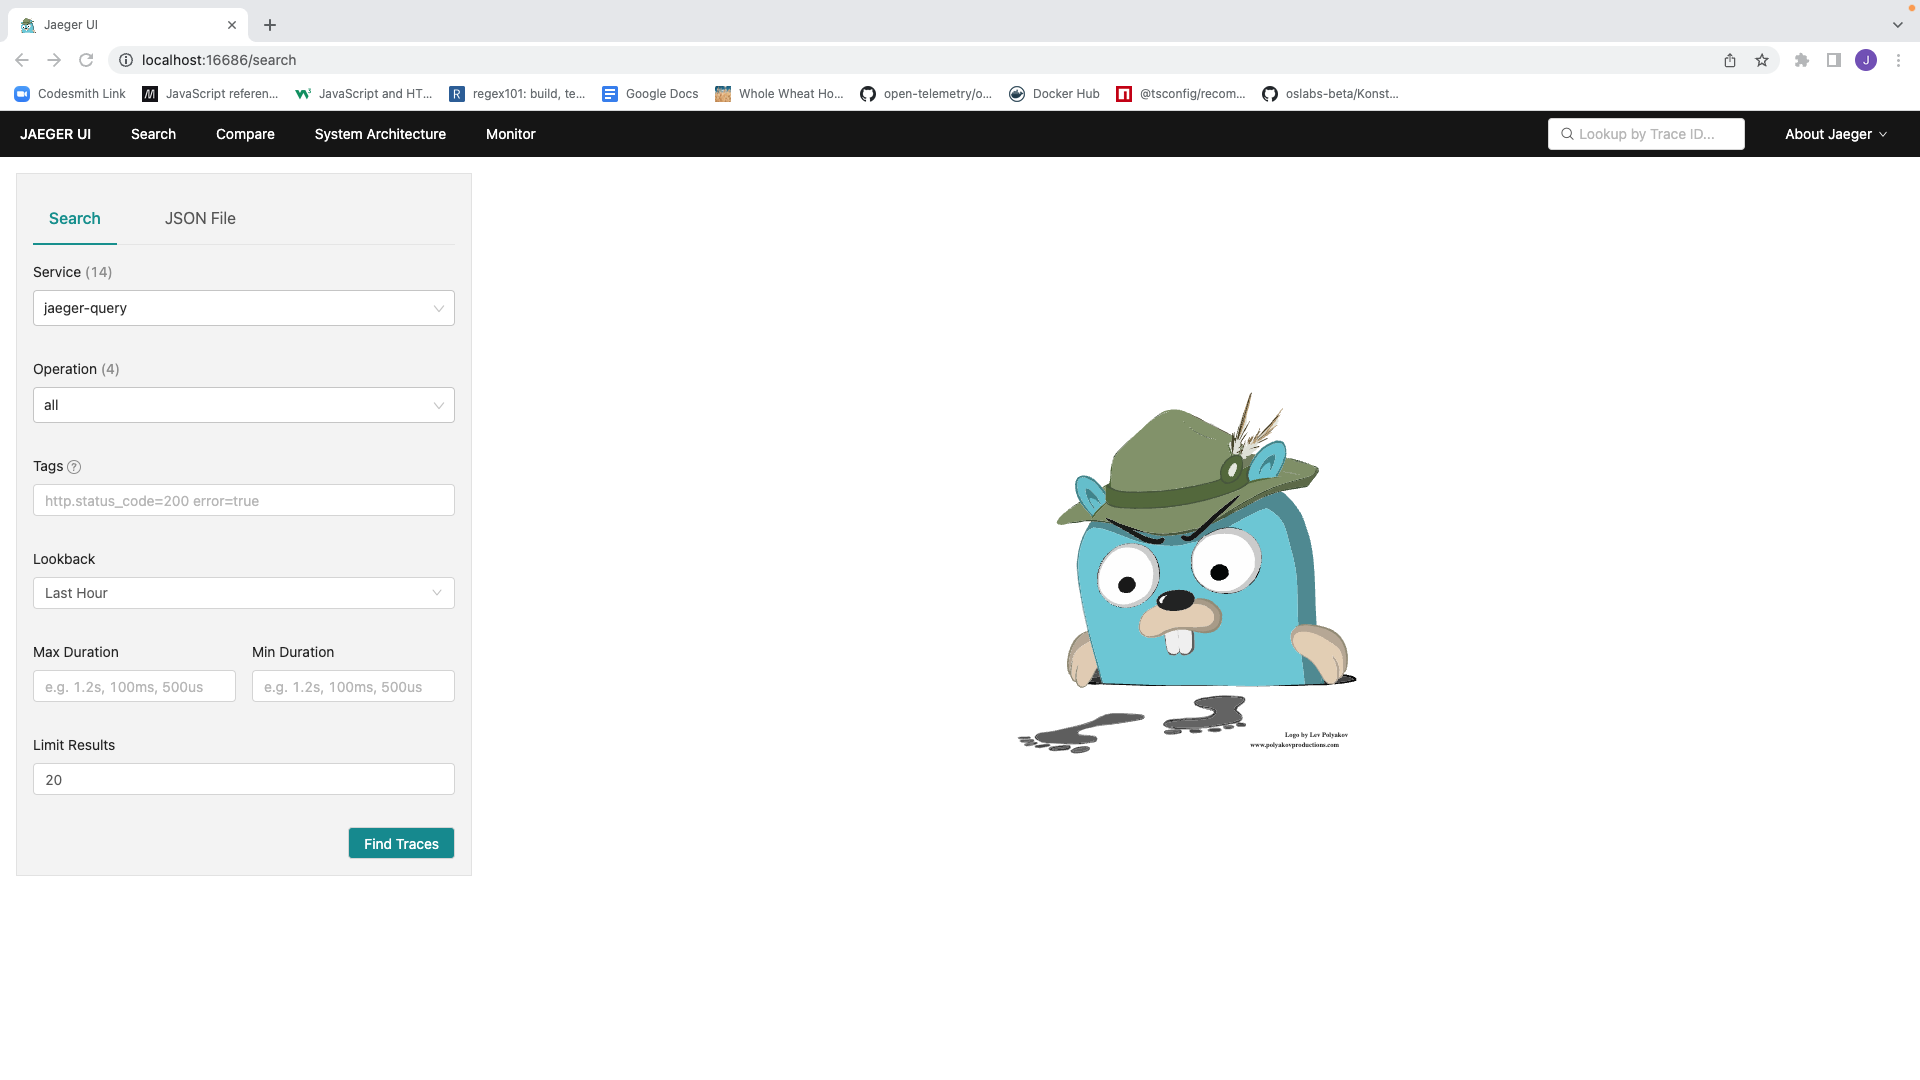 Jaeger UI
localhost:16686/search
J
Codesmith Link
JavaScript referen...
JavaScript and HT...
R regex101: build, te...
Google Docs
Whole Wheat Ho...
open-telemetry/o...
Docker Hub
@tsconfig/recom...
oslabs-beta/Konst...
JAEGER UI Search Compare System Architecture Monitor
Lookup by Trace ID...
About Jaeger
Search JSON File
Service (14)
jaeger-query
Operation (4)
all
Tags ?
http.status_code=200 error=true
Lookback
Last Hour
Max Duration Min Duration
e.g. 1.2s, 100ms, 500us e.g. 1.2s, 100ms, 500us
Limit Results
20
Find Traces
Logo by Lev Polyakov
www.polyakovproductions.com